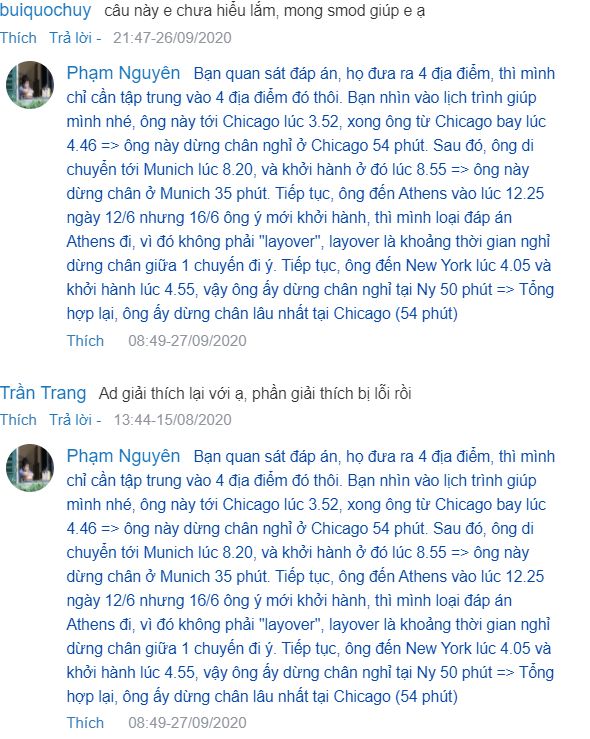 buiquochuy câu này e chưa hiểu lắm, mong smod giúp e ạ
Thích Trả lời - 21:47-26/09/2020
Phạm Nguyên Bạn quan sát đáp án, họ đưa ra 4 địa điểm, thì mình
chỉ cần tập trung vào 4 địa điểm đó thôi. Bạn nhìn vào lịch trình giúp
mình nhé, ông này tới Chicago lúc 3.52, xong ông từ Chicago bay lúc
4.46 => ông này dừng chân nghỉ ở Chicago 54 phút. Sau đó, ông di
chuyển tới Munich lúc 8.20, và khởi hành ở đó lúc 8.55 => ông này
dừng chân ở Munich 35 phút. Tiếp tục, ông đến Athens vào lúc 12.25
ngày 12/6 nhưng 16/6 ông ý mới khởi hành, thì mình loại đáp án
Athens đi, vì đó không phải "layover", layover là khoảng thời gian nghỉ
dừng chân giữa 1 chuyến đi ý. Tiếp tục, ông đến New York lúc 4.05 và
khởi hành lúc 4.55, vậy ông ấy dừng chân nghỉ tại Ny 50 phút => Tổng
hợp lại, ông ấy dừng chân lâu nhất tại Chicago (54 phút)
Thích 08:49-27/09/2020
Trần Trang Ad giải thích lại với ạ, phần giải thích bị lỗi rồi
Thích Trả lời - 13:44-15/08/2020
Phạm Nguyên Bạn quan sát đáp án, họ đưa ra 4 địa điểm, thì mình
chỉ cần tập trung vào 4 địa điểm đó thôi. Bạn nhìn vào lịch trình giúp
mình nhé, ông này tới Chicago lúc 3.52, xong ông từ Chicago bay lúc
4.46 => ông này dừng chân nghỉ ở Chicago 54 phút. Sau đó, ông di
chuyển tới Munich lúc 8.20, và khởi hành ở đó lúc 8.55 => ông này
dừng chân ở Munich 35 phút. Tiếp tục, ông đến Athens vào lúc 12.25
ngày 12/6 nhưng 16/6 ông ý mới khởi hành, thì mình loại đáp án
Athens đi, vì đó không phải "layover", layover là khoảng thời gian nghỉ
dừng chân giữa 1 chuyến đi ý. Tiếp tục, ông đến New York lúc 4.05 và
khởi hành lúc 4.55, vậy ông ấy dừng chân nghỉ tại Ny 50 phút => Tổng
hợp lại, ông ấy dừng chân lâu nhất tại Chicago (54 phút)
Thích 08:49-27/09/2020